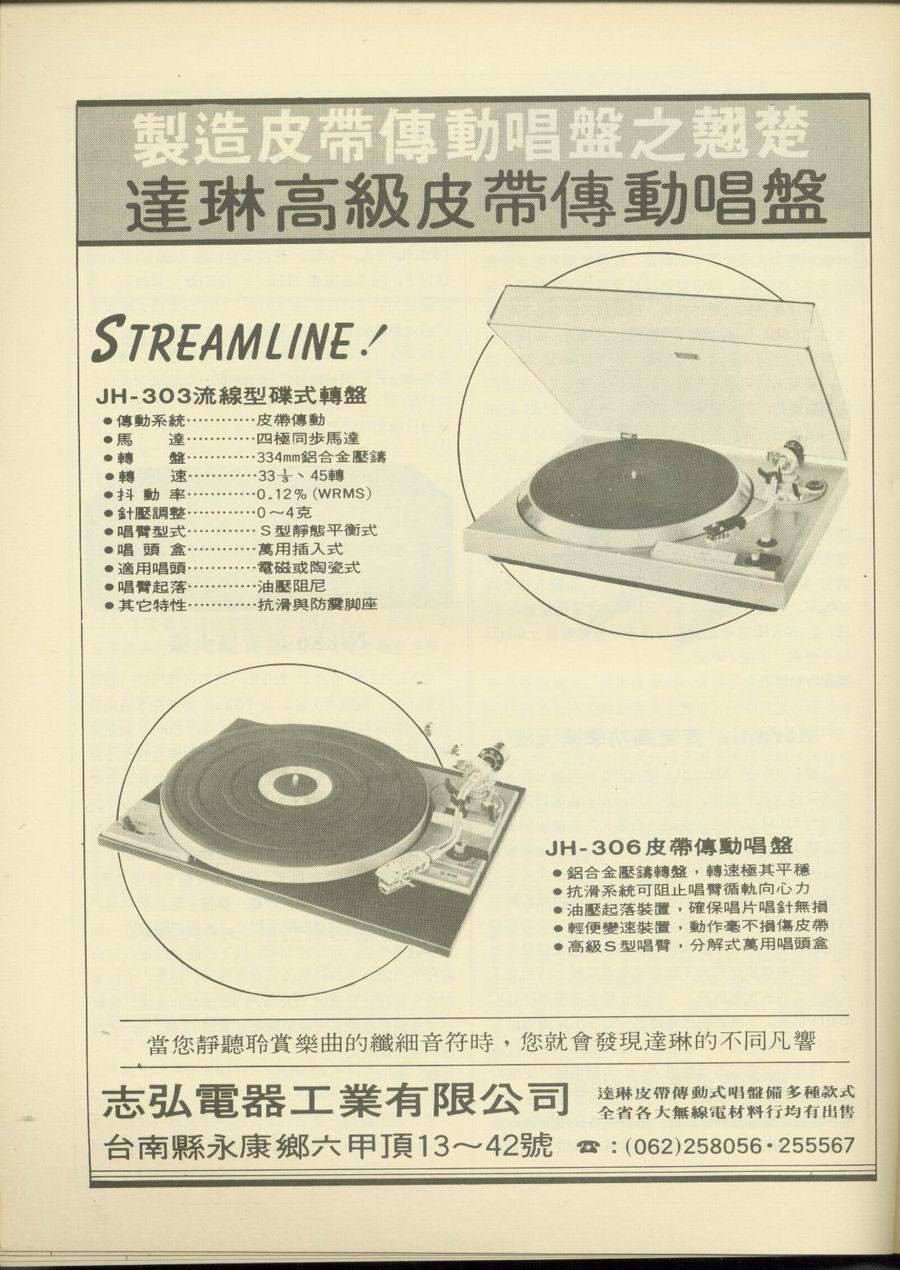 製造皮帶傳動唱盤之翹楚
達琳高級皮帶傳動唱盤
STREAMLINE!
JH-303流線型碟式轉盤
●傳動系統…………皮帶傳動
●馬　　達…………四極同步馬達
●轉　　盤…………334mm鋁合金壓鑄
●轉　　速…………33⅓、45轉
●抖 動 率…………0.12%(WRMS)
●針壓調整…………0～4克
●唱臂型式…………S型靜態平衡式
●唱 頭 盒…………萬用插入式
●適用唱頭…………電磁或陶瓷式
●唱臂起落…………油壓阻尼
●其它特性…………抗滑與防震脚座
JH-306皮帶傳動唱盤
●鋁合金壓鑄轉盤，轉速極其平穩
●抗滑系統可阻止唱臂循軌向心力
●油壓起落裝置，確保唱片唱針無損
●輕便變速裝置，動作毫不損傷皮帶
●高級S型唱臂，分解式萬用唱頭盒
當您靜聽聆賞樂曲的纖細音符時，您就會發現達琳的不同凡響
志弘電器工業有限公司
達琳皮帶傳動式唱盤備多種款式
全省各大無線電材料行均有出售
台南縣永康鄉六甲頂13～42號 ☎：(062)258056·255567